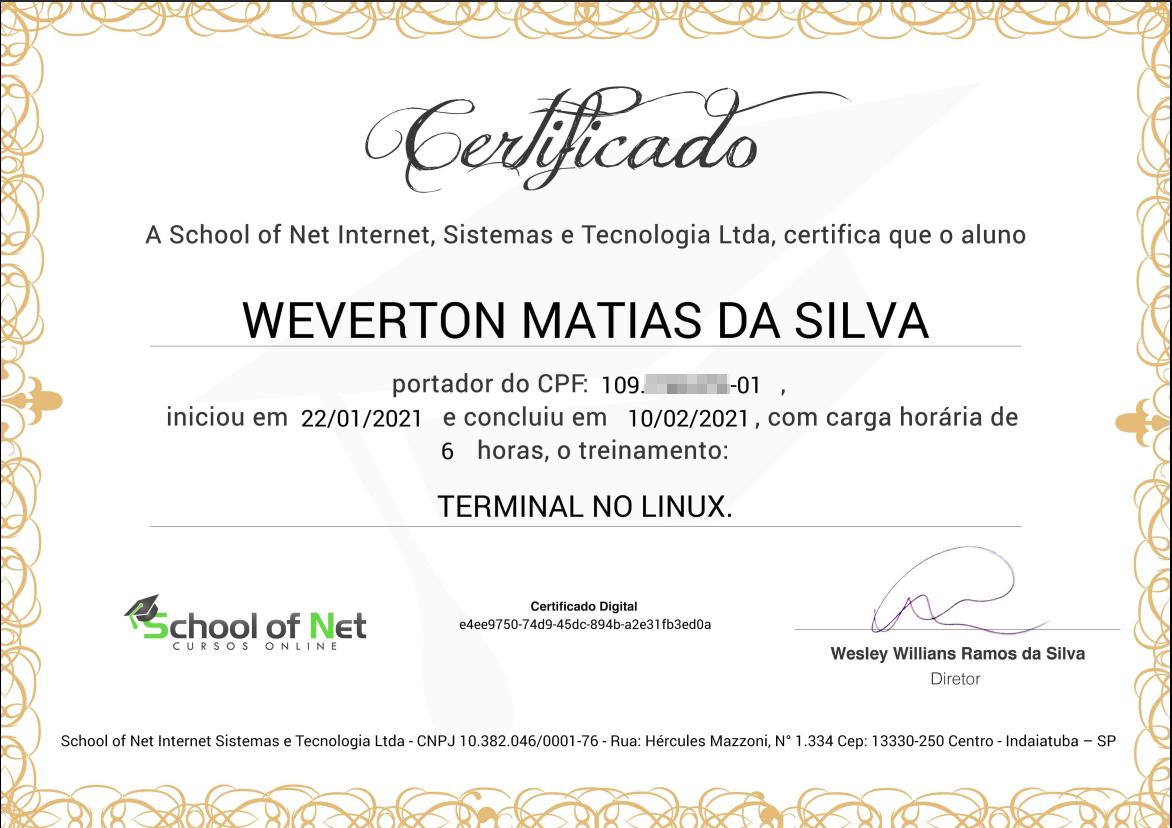 Certificado
A School of Net Internet, Sistemas e Tecnologia Ltda, certifica que o aluno
WEVERTON MATIAS DA SILVA
portador do CPF: 109. -01 ,
iniciou em 22/01/2021 e concluiu em 10/02/2021, com carga horária de
6 horas, o treinamento:
TERMINAL NO LINUX.
School of Net
CURSOS ONLINE
Certificado Digital
e4ee9750-74d9-45dc-894b-a2e31fb3ed0a
Wesley Willians Ramos da Silva
Diretor
School of Net Internet Sistemas e Tecnologia Ltda - CNPJ 10.382.046/0001-76 - Rua: Hércules Mazzoni, N° 1.334 Cep: 13330-250 Centro - Indaiatuba – SP